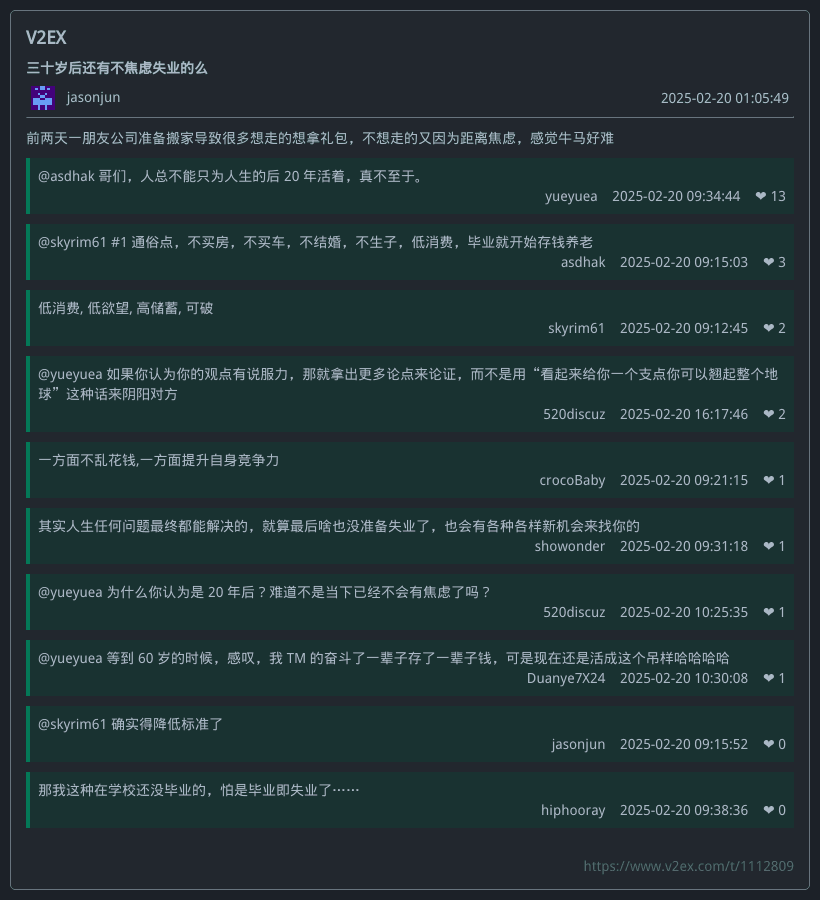 V2EX
三十岁后还有不焦虑失业的么
jasonjun 2025-02-20 01:05:49
前两天一朋友公司准备搬家导致很多想走的想拿礼包，不想走的又因为距离焦虑，感觉牛马好难
@asdhak 哥们，人总不能只为人生的后 20 年活着，真不至于。
yueyuea 2025-02-20 09:34:44 ❤ 13
@skyrim61 #1 通俗点，不买房，不买车，不结婚，不生子，低消费，毕业就开始存钱养老
asdhak 2025-02-20 09:15:03 ❤ 3
低消费, 低欲望, 高储蓄, 可破
skyrim61 2025-02-20 09:12:45 ❤ 2
@yueyuea 如果你认为你的观点有说服力，那就拿出更多论点来论证，而不是用“看起来给你一个支点你可以翘起整个地
球”这种话来阴阳对方
520discuz 2025-02-20 16:17:46 ❤ 2
一方面不乱花钱,一方面提升自身竞争力
crocoBaby 2025-02-20 09:21:15 ❤ 1
其实人生任何问题最终都能解决的，就算最后啥也没准备失业了，也会有各种各样新机会来找你的
showonder 2025-02-20 09:31:18 ❤ 1
@yueyuea 为什么你认为是 20 年后？难道不是当下已经不会有焦虑了吗？
520discuz 2025-02-20 10:25:35 ❤ 1
@yueyuea 等到 60 岁的时候，感叹，我 TM 的奋斗了一辈子存了一辈子钱，可是现在还是活成这个吊样哈哈哈哈
Duanye7X24 2025-02-20 10:30:08 ❤ 1
@skyrim61 确实得降低标准了
jasonjun 2025-02-20 09:15:52 ❤ 0
那我这种在学校还没毕业的，怕是毕业即失业了……
hiphooray 2025-02-20 09:38:36 ❤ 0
https://www.v2ex.com/t/1112809